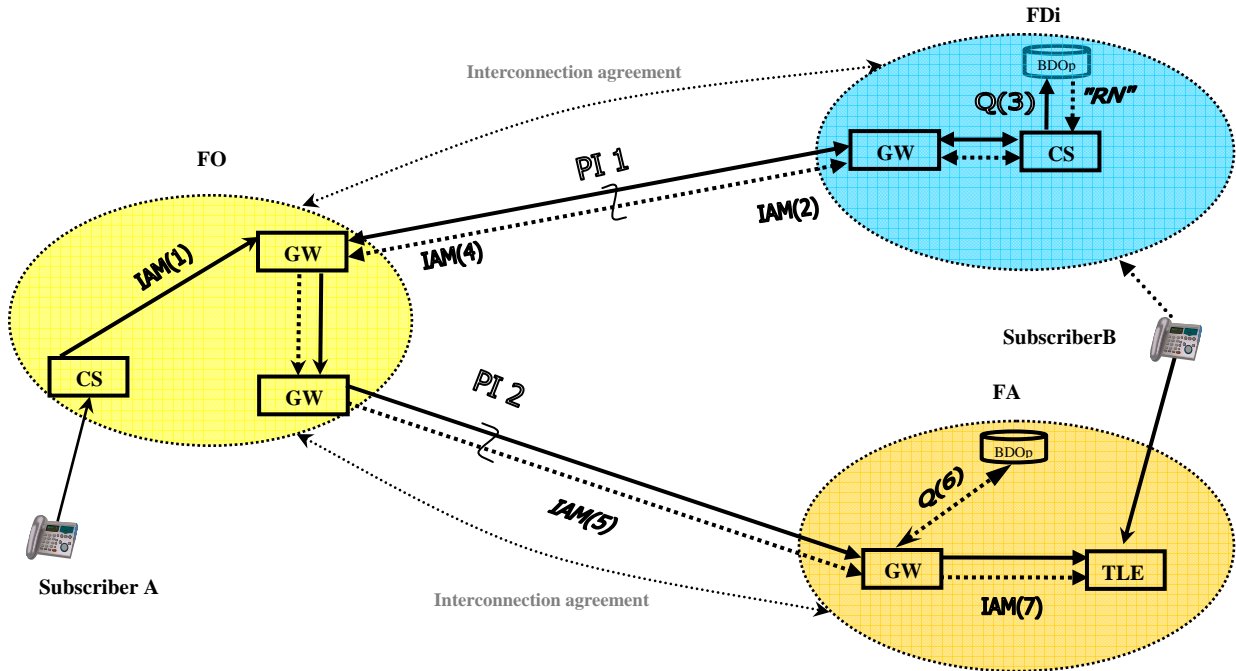 FDi
Interconnection agreement
BDOp
Q(3)
"RN"
GW
CS
FO
PI 1
IAM(2)
GW
IAM(4)
IAM(1)
SubscriberB
CS
GW
PI 2
FA
BDOp
Q(6)
IAM(5)
GW
TLE
Subscriber A
Interconnection agreement
IAM(7)